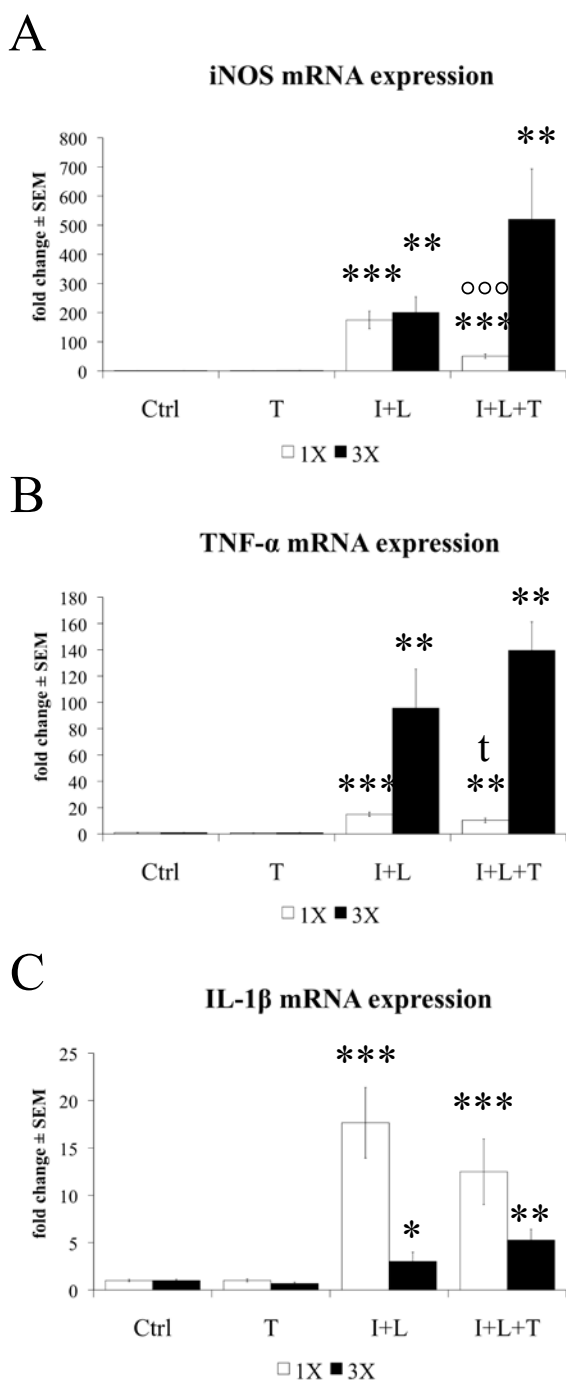 A
iNOS mRNA expression
fold change ± SEM
800
700
600
500
400
300
200
100
0
**
**
***
°°°
***
Ctrl T I+L I+L+T
□ 1X ■ 3X
B
TNF-α mRNA expression
fold change ± SEM
180
160
140
120
100
80
60
40
20
0
**
**
t
*** **
Ctrl T I+L I+L+T
□ 1X ■ 3X
C
IL-1β mRNA expression
fold change ± SEM
25
20
15
10
5
0
***
***
* **
Ctrl T I+L I+L+T
□ 1X ■ 3X